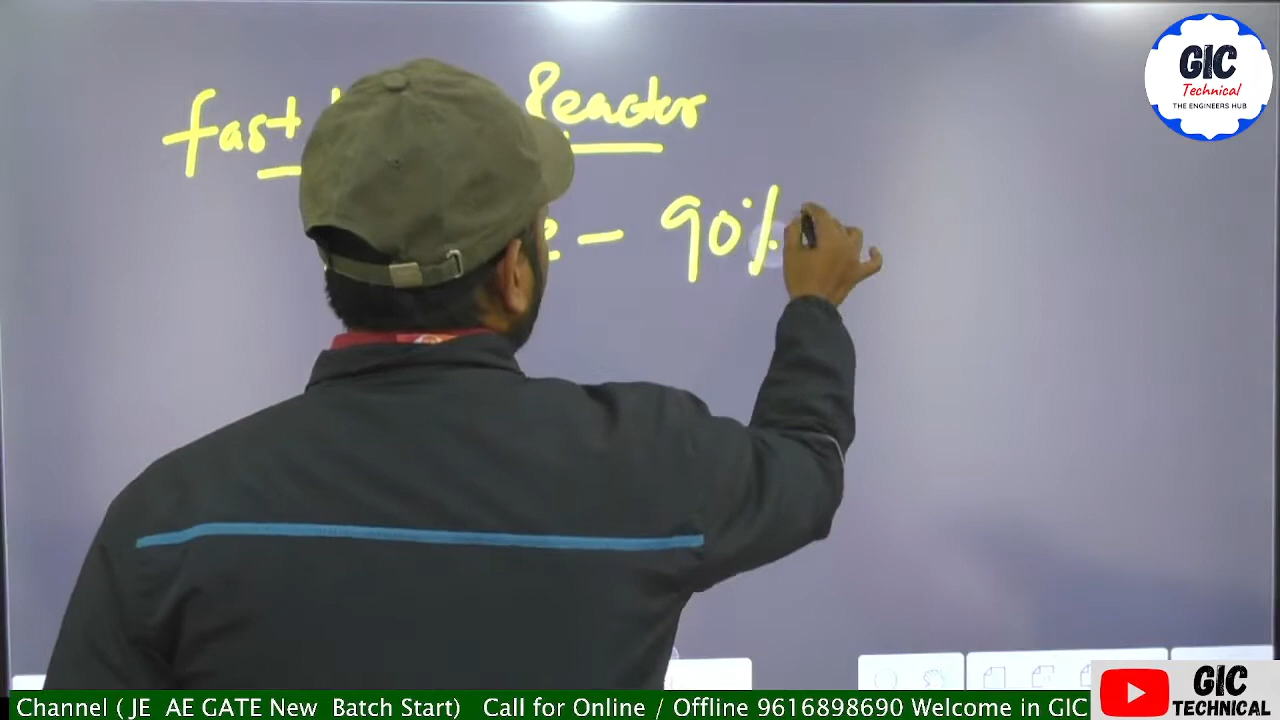 GIC
Technical
THE ENGINEERS HUB
fast Reactor
- 90%
Channel ( JE AE GATE New Batch Start) Call for Online / Offline 9616898690 Welcome in GIC
GIC
TECHNICAL